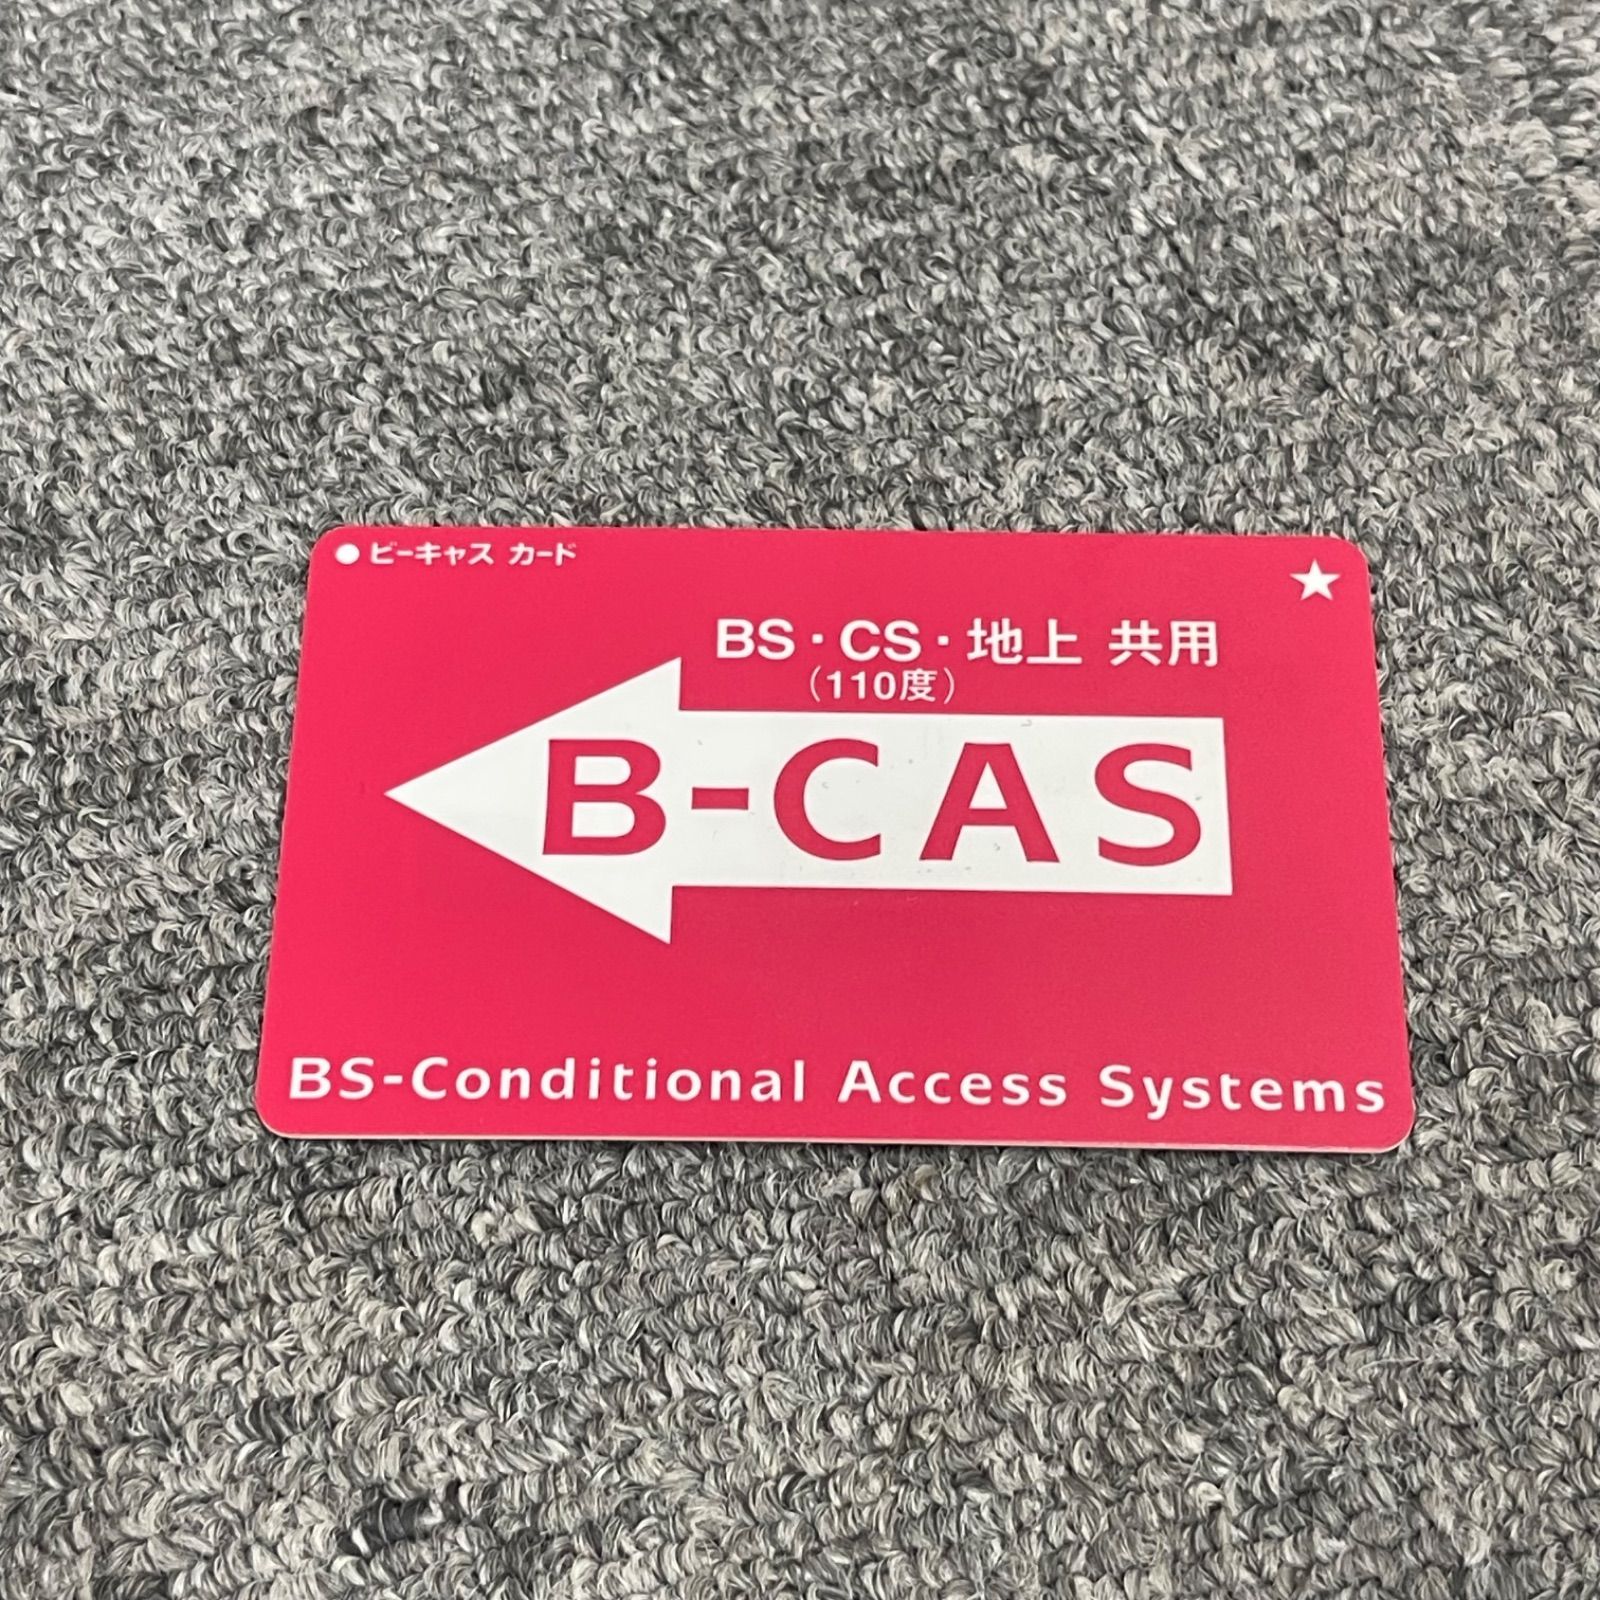 ●ビーキャス カード
★
BS・CS・地上 共用
（110度）
B-CAS
BS-Conditional Access Systems